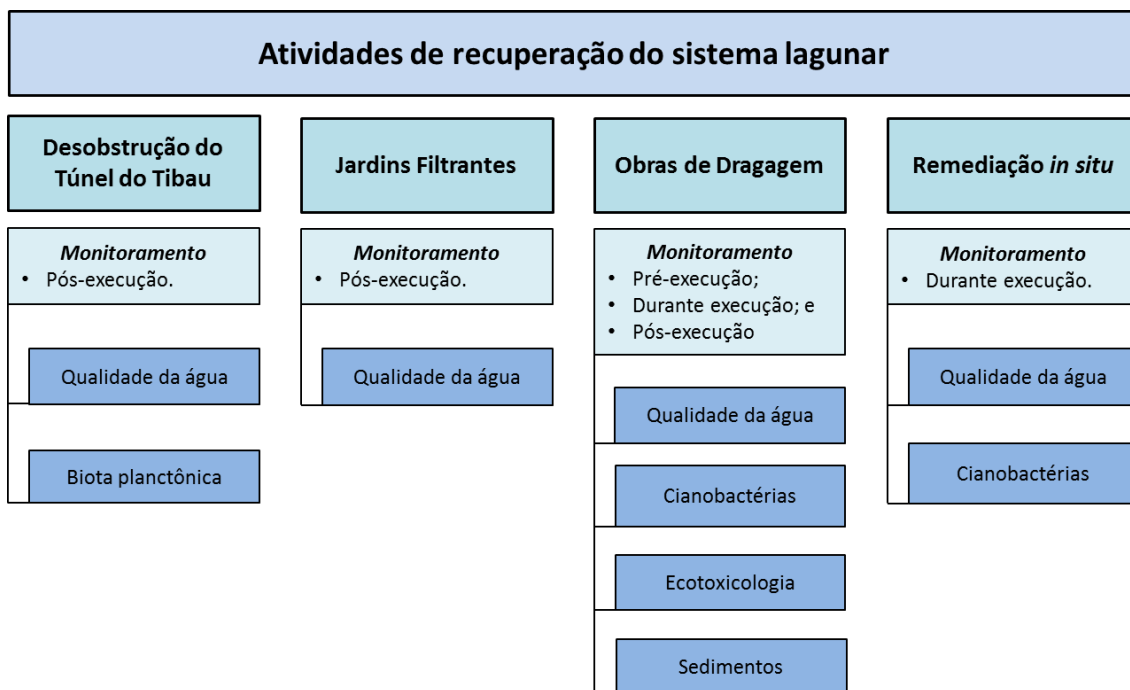 Atividades de recuperação do sistema lagunar
Desobstrução do
Túnel do Tibau
Monitoramento
• Pós-execução.
Qualidade da água
Biota planctônica
Jardins Filtrantes
Monitoramento
• Pós-execução.
Qualidade da água
Obras de Dragagem
Monitoramento
• Pré-execução;
• Durante execução; e
• Pós-execução
Qualidade da água
Cianobactérias
Ecotoxicologia
Sedimentos
Remediação in situ
Monitoramento
• Durante execução.
Qualidade da água
Cianobactérias